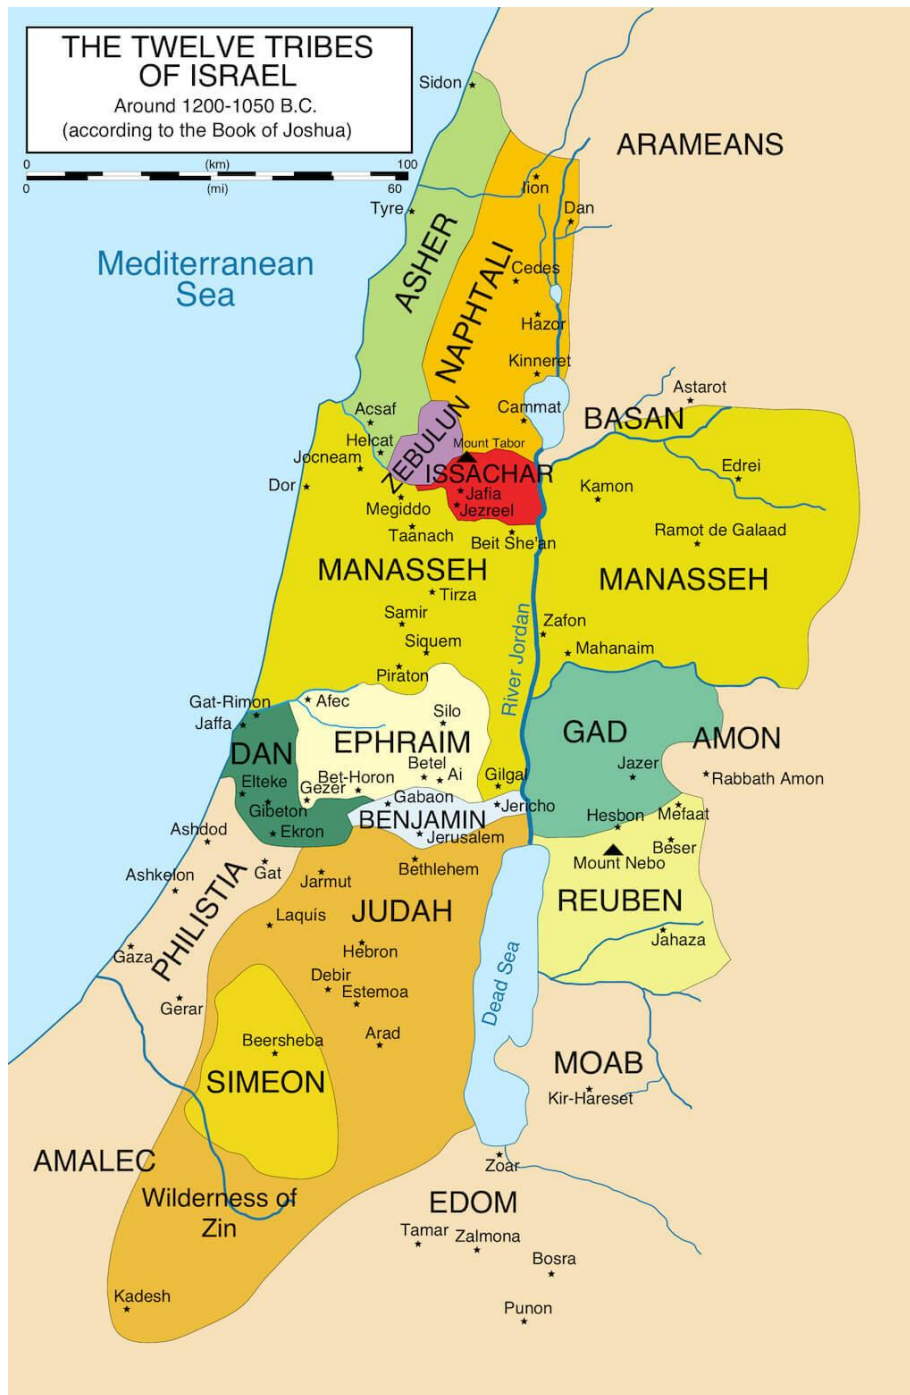 THE TWELVE TRIBES
OF ISRAEL
Around 1200-1050 B.C.
(according to the Book of Joshua)
0 (km) 100
0 (mi) 60
Sidon
ARAMEANS
Ijon
Tyre
Dan
ASHER
NAPHTALI
Mediterranean
Sea
Cedes
Hazor
Kinneret
Astarot
Acsaf
Cammat
BASAN
ZEBULUN
Helcat
Mount Tabor
Jocneam
ISSACHAR
Edrei
Dor
Jafia
Kamon
Megiddo
Jezreel
Taanach
Beit She'an
Ramot de Galaad
MANASSEH
MANASSEH
Tirza
Samir
River Jordan
Zafon
Siquem
Mahanaim
Piraton
Gat-Rimon
Afec
Jaffa
Silo
DAN
EPHRAIM
GAD
AMON
Betel
Elteke
Bet-Horon
Ai
Gilgal
Jazer
Rabbath Amon
Gezer
Gibeton
Gabaon
Jericho
Hesbon
Mefaat
Ashdod
Ekron
BENJAMIN
Jerusalem
Beser
Mount Nebo
Ashkelon
Gat
Bethlehem
Jarmut
PHILISTIA
REUBEN
Laquís
JUDAH
Jahaza
Gaza
Hebron
Debir
Dead Sea
Estemoa
Gerar
Arad
Beersheba
MOAB
SIMEON
Kir-Hareset
AMALEC
Zoar
Wilderness of
Zin
EDOM
Tamar
Zalmona
Bosra
Kadesh
Punon